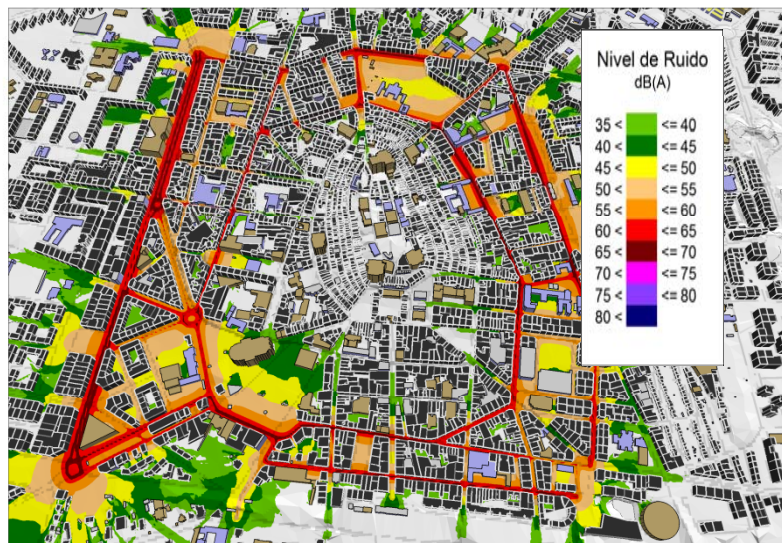 Nivel de Ruido
dB(A)
35 < <= 40
40 < <= 45
45 < <= 50
50 < <= 55
55 < <= 60
60 < <= 65
65 < <= 70
70 < <= 75
75 < <= 80
80 <